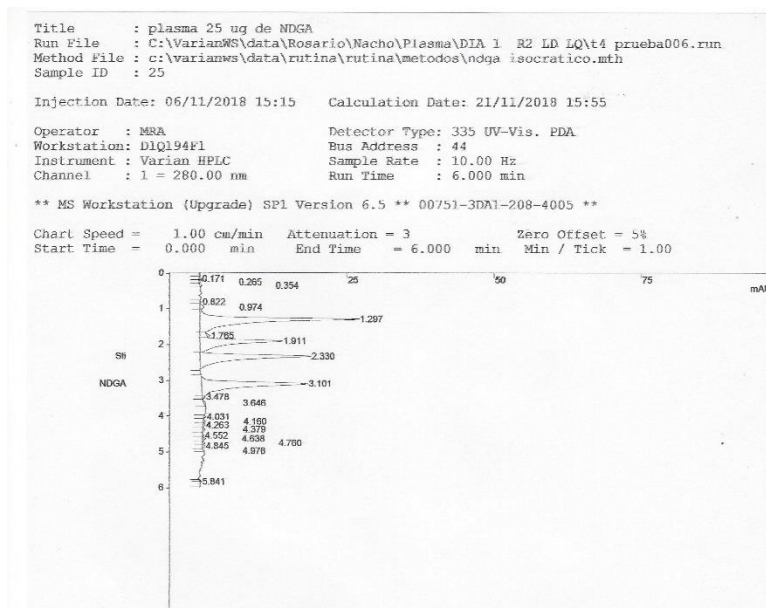 Title : plasma 25 ug de NDGA
Run File : C:\VarianWS\data\Rosario\Nacho\Plasma\DIA 1 R2 LD LQ\t4 prueba006.run
Method File : c:\varianws\data\rutina\rutina\metodos\ndga isocratico.mth
Sample ID : 25
Injection Date: 06/11/2018 15:15 Calculation Date: 21/11/2018 15:55
Operator : MRA Detector Type: 335 UV-Vis. PDA
Workstation: D1Q194F1 Bus Address : 44
Instrument : Varian HPLC Sample Rate : 10.00 Hz
Channel : 1 = 280.00 nm Run Time : 6.000 min
** MS Workstation (Upgrade) SP1 Version 6.5 ** 00751-3DA1-208-4005 **
Chart Speed = 1.00 cm/min Attenuation = 3 Zero Offset = 5%
Start Time = 0.000 min End Time = 6.000 min Min / Tick = 1.00
0 25 50 75
mAU
0.171 0.265 0.354
0.822 0.974
1
1.297
1.765
1.911
2
Sti 2.330
3
NDGA 3.101
3.478 3.646
4
4.031 4.160
4.263 4.379
4.552 4.638 4.760
4.845 4.976
5
5.841
6